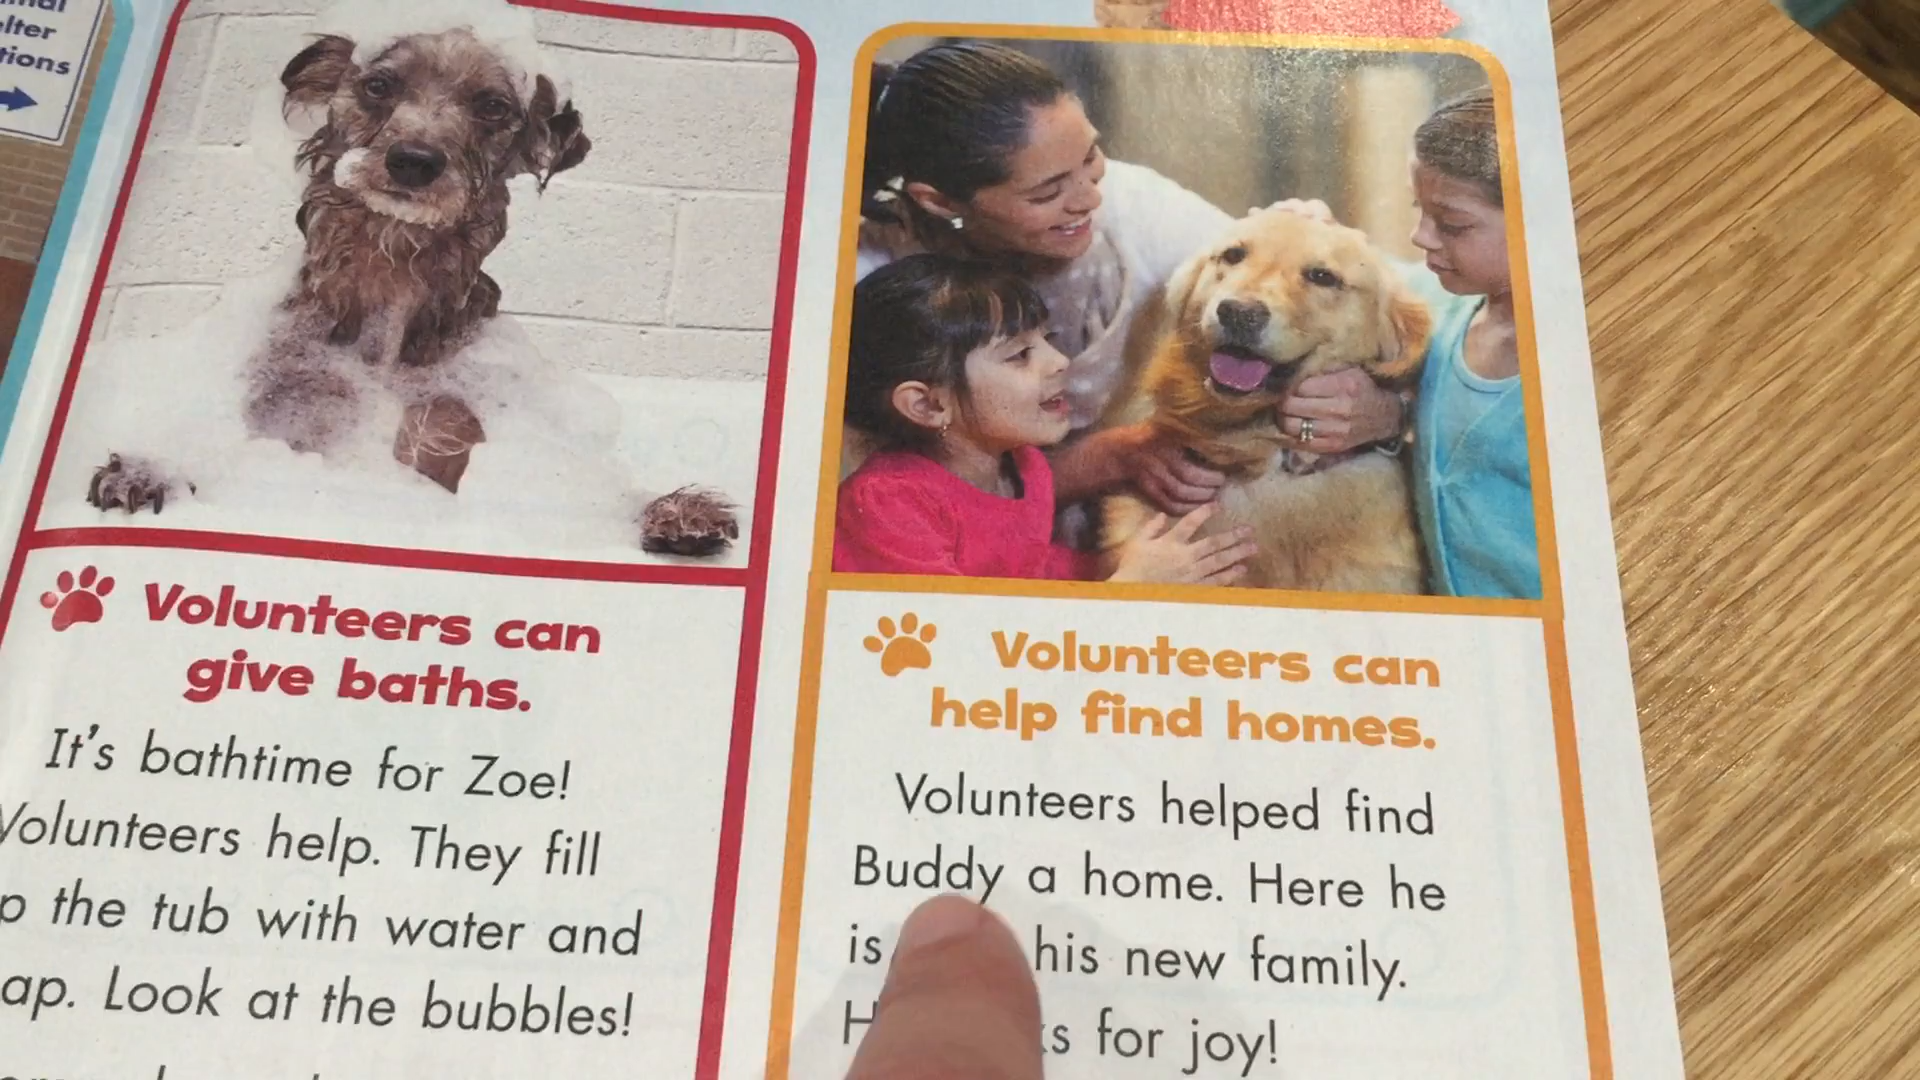 tions
Volunteers can
give baths.
It's bathtime for Zoe!
Volunteers help. They fill
the tub with water and
Look at the bubbles!
Volunteers can
help find homes.
Volunteers helped find
Buddy a home. Here he
is his new family.
for joy!